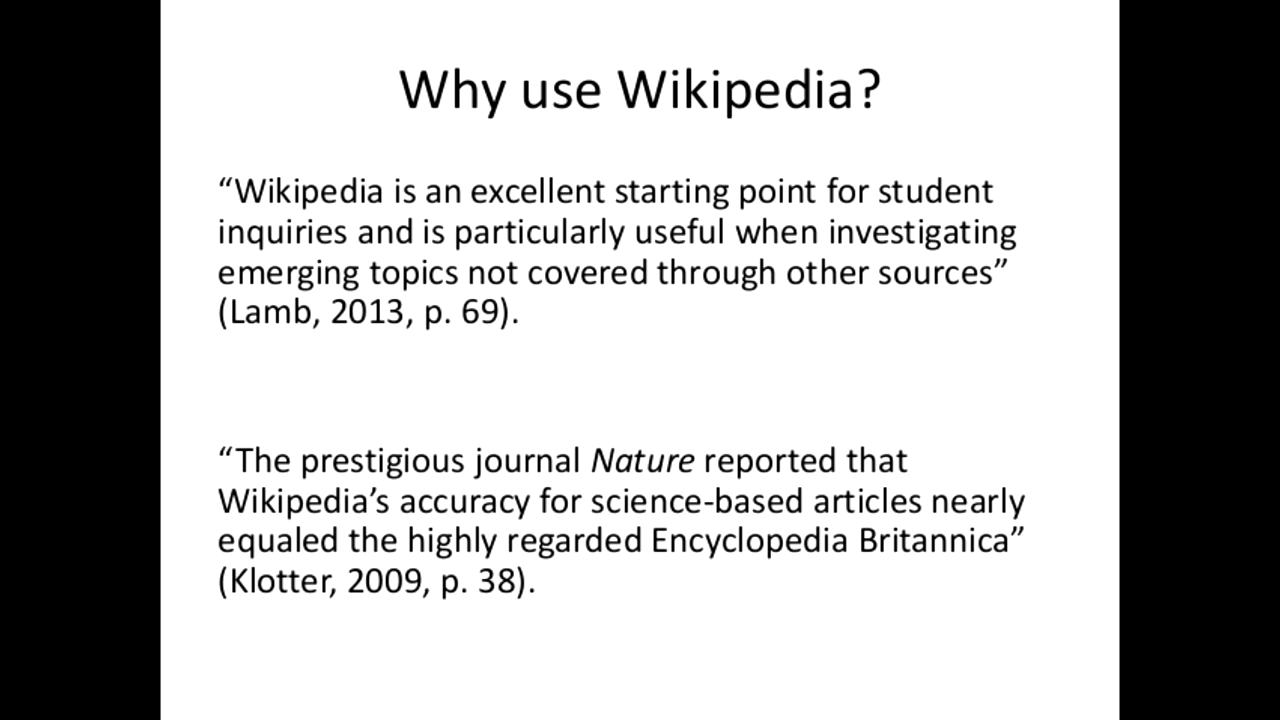 Why use Wikipedia?
“Wikipedia is an excellent starting point for student
inquiries and is particularly useful when investigating
emerging topics not covered through other sources”
(Lamb, 2013, p. 69).
“The prestigious journal Nature reported that
Wikipedia’s accuracy for science-based articles nearly
equaled the highly regarded Encyclopedia Britannica”
(Klotter, 2009, p. 38).